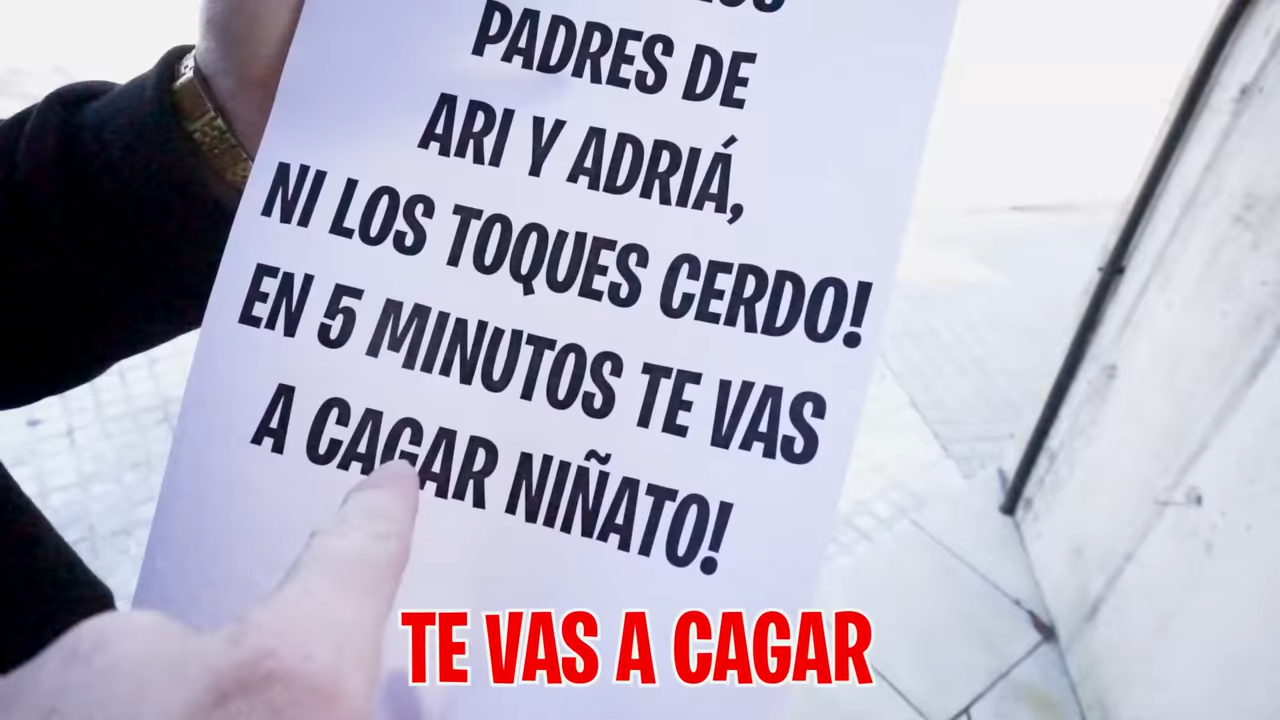 PADRES DE
ARI Y ADRIÁ,
NI LOS TOQUES CERDO!
EN 5 MINUTOS TE VAS
A CAGAR NIÑATO!
TE VAS A CAGAR